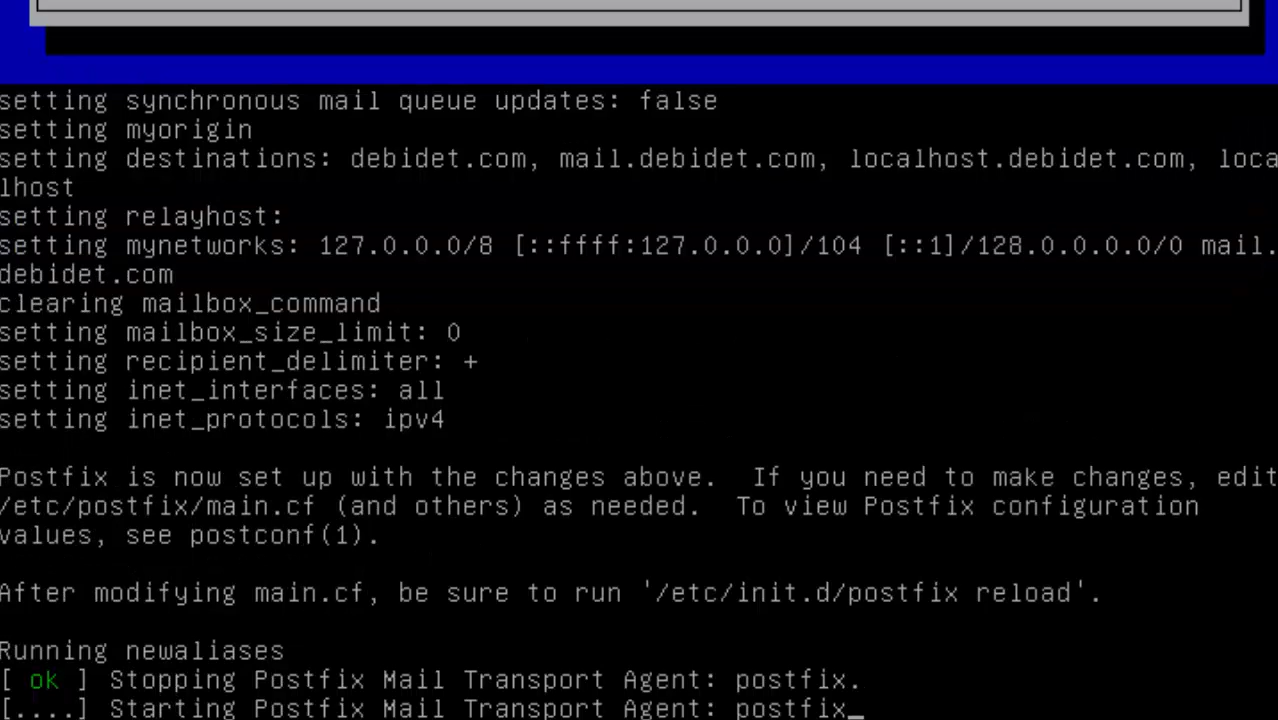 setting synchronous mail queue updates: false
setting myorigin
setting destinations: debidet.com, mail.debidet.com, localhost.debidet.com, loca
lhost
setting relayhost:
setting mynetworks: 127.0.0.0/8 [::ffff:127.0.0.0]/104 [::1]/128.0.0.0.0/0 mail.
debidet.com
clearing mailbox_command
setting mailbox_size_limit: 0
setting recipient_delimiter: +
setting inet_interfaces: all
setting inet_protocols: ipv4
Postfix is now set up with the changes above.  If you need to make changes, edit
/etc/postfix/main.cf (and others) as needed.  To view Postfix configuration
values, see postconf(1).
After modifying main.cf, be sure to run '/etc/init.d/postfix reload'.
Running newaliases
[ ok ] Stopping Postfix Mail Transport Agent: postfix.
[....] Starting Postfix Mail Transport Agent: postfix_